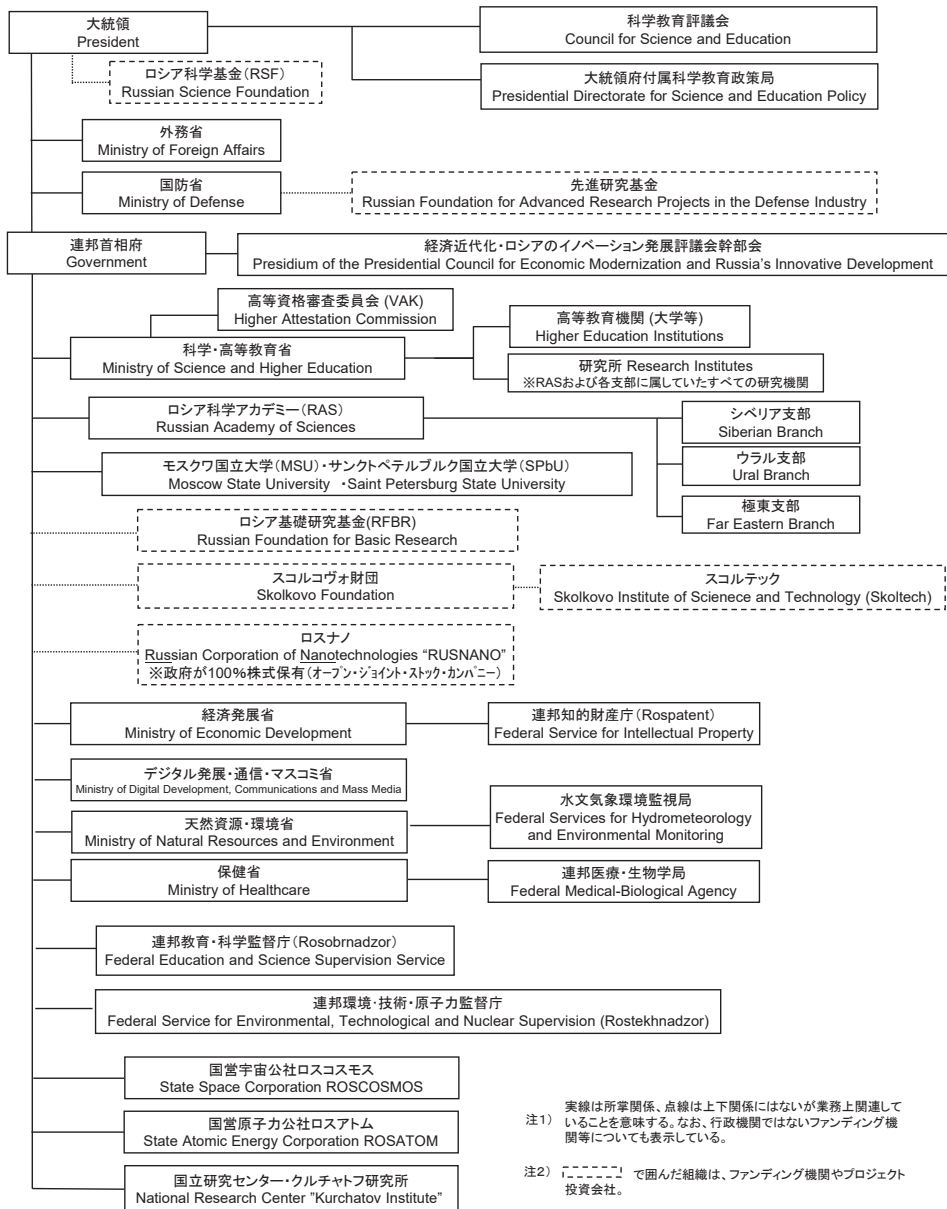 大統領
President
科学教育評議会
Council for Science and Education
ロシア科学基金(RSF)
Russian Science Foundation
大統領府付属科学教育政策局
Presidential Directorate for Science and Education Policy
外務省
Ministry of Foreign Affairs
国防省
Ministry of Defense
先進研究基金
Russian Foundation for Advanced Research Projects in the Defense Industry
連邦首相府
Government
経済近代化・ロシアのイノベーション発展評議会幹部会
Presidium of the Presidential Council for Economic Modernization and Russia's Innovative Development
高等資格審査委員会 (VAK)
Higher Attestation Commission
高等教育機関 (大学等)
Higher Education Institutions
科学・高等教育省
Ministry of Science and Higher Education
研究所 Research Institutes
※RASおよび各支部に属していたすべての研究機関
ロシア科学アカデミー(RAS)
Russian Academy of Sciences
シベリア支部
Siberian Branch
ウラル支部
Ural Branch
極東支部
Far Eastern Branch
モスクワ国立大学(MSU)・サンクトペテルブルク国立大学(SPbU)
Moscow State University ・Saint Petersburg State University
ロシア基礎研究基金(RFBR)
Russian Foundation for Basic Research
スコルコヴォ財団
Skolkovo Foundation
スコルテック
Skolkovo Institute of Scienece and Technology (Skoltech)
ロスナノ
Russian Corporation of Nanotechnologies "RUSNANO"
※政府が100%株式保有(オープン・ジョイント・ストック・カンパニー)
経済発展省
Ministry of Economic Development
連邦知的財産庁(Rospatent)
Federal Service for Intellectual Property
デジタル発展・通信・マスコミ省
Ministry of Digital Development, Communications and Mass Media
天然資源・環境省
Ministry of Natural Resources and Environment
水文気象環境監視局
Federal Services for Hydrometeorology
and Environmental Monitoring
保健省
Ministry of Healthcare
連邦医療・生物学局
Federal Medical-Biological Agency
連邦教育・科学監督庁(Rosobrnadzor)
Federal Education and Science Supervision Service
連邦環境・技術・原子力監督庁
Federal Service for Environmental, Technological and Nuclear Supervision (Rostekhnadzor)
国営宇宙公社ロスコスモス
State Space Corporation ROSCOSMOS
国営原子力公社ロスアトム
State Atomic Energy Corporation ROSATOM
国立研究センター・クルチャトフ研究所
National Research Center "Kurchatov Institute"
注1) 実線は所掌関係、点線は上下関係にはないが業務上関連して
いることを意味する。なお、行政機関ではないファンディング機
関等についても表示している。
注2) で囲んだ組織は、ファンディング機関やプロジェクト
投資会社。